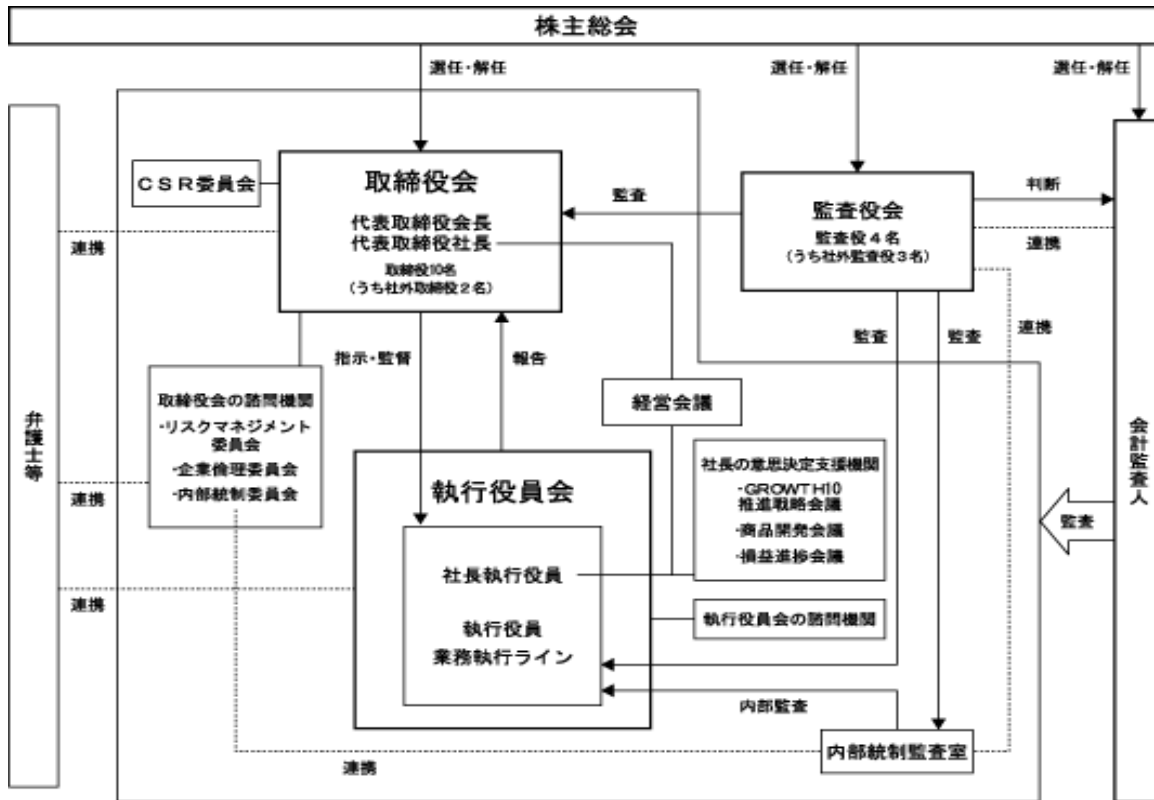 株主総会
選任・解任
選任・解任
選任・解任
CSR委員会
取締役会
代表取締役会長
代表取締役社長
取締役10名
(うち社外取締役2名)
監査
監査役会
監査役4名
(うち社外監査役3名)
判断
連携
連携
連携
監査
監査
指示・監督
報告
経営会議
取締役会の諮問機関
・リスクマネジメント
委員会
・企業倫理委員会
・内部統制委員会
弁護士等
連携
連携
執行役員会
社長執行役員
執行役員
業務執行ライン
社長の意思決定支援機関
・GROWTH10
推進戦略会議
・商品開発会議
・損益進捗会議
執行役員会の諮問機関
監査
会計監査人
内部監査
内部統制監査室
連携